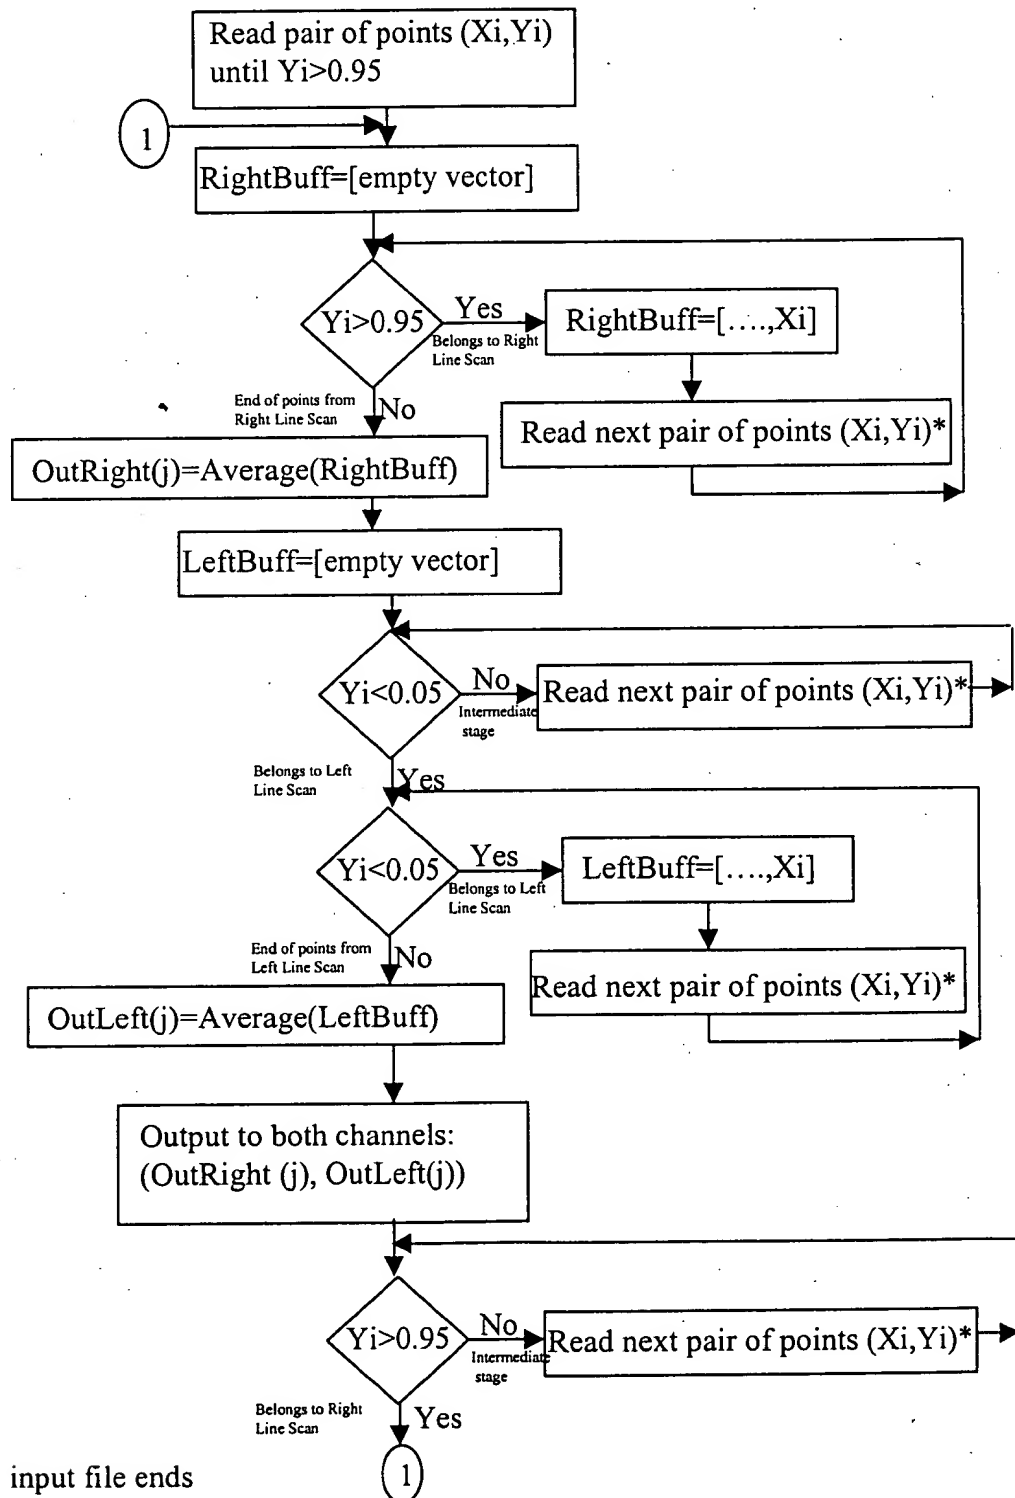 Read pair of points (Xi,Yi)
until Yi>0.95
1
RightBuff=[empty vector]
Yi>0.95
Yes
Belongs to Right
Line Scan
RightBuff=[....,Xi]
Read next pair of points (Xi,Yi)*
End of points from
Right Line Scan
No
OutRight(j)=Average(RightBuff)
LeftBuff=[empty vector]
Yi<0.05
No
Intermediate
stage
Read next pair of points (Xi,Yi)*
Belongs to Left
Line Scan
Yes
Yi<0.05
Yes
Belongs to Left
Line Scan
LeftBuff=[....,Xi]
Read next pair of points (Xi,Yi)*
End of points from
Left Line Scan
No
OutLeft(j)=Average(LeftBuff)
Output to both channels:
(OutRight (j), OutLeft(j))
Yi>0.95
No
Intermediate
stage
Read next pair of points (Xi,Yi)*
Belongs to Right
Line Scan
Yes
1
input file ends